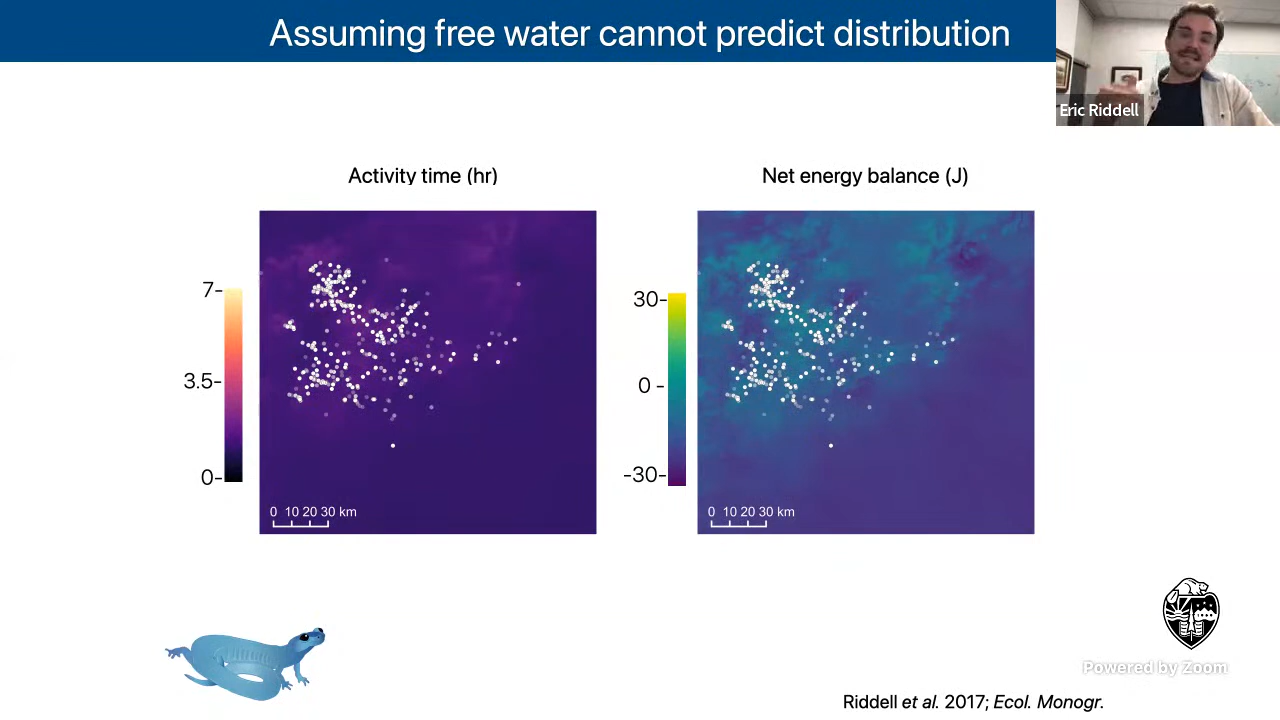 Assuming free water cannot predict distribution
Eric Riddell
Activity time (hr)
Net energy balance (J)
7-
3.5-
0-
30-
0 -
-30-
0 10 20 30 km
0 10 20 30 km
Powered by Zoom
Riddell et al. 2017; Ecol. Monogr.